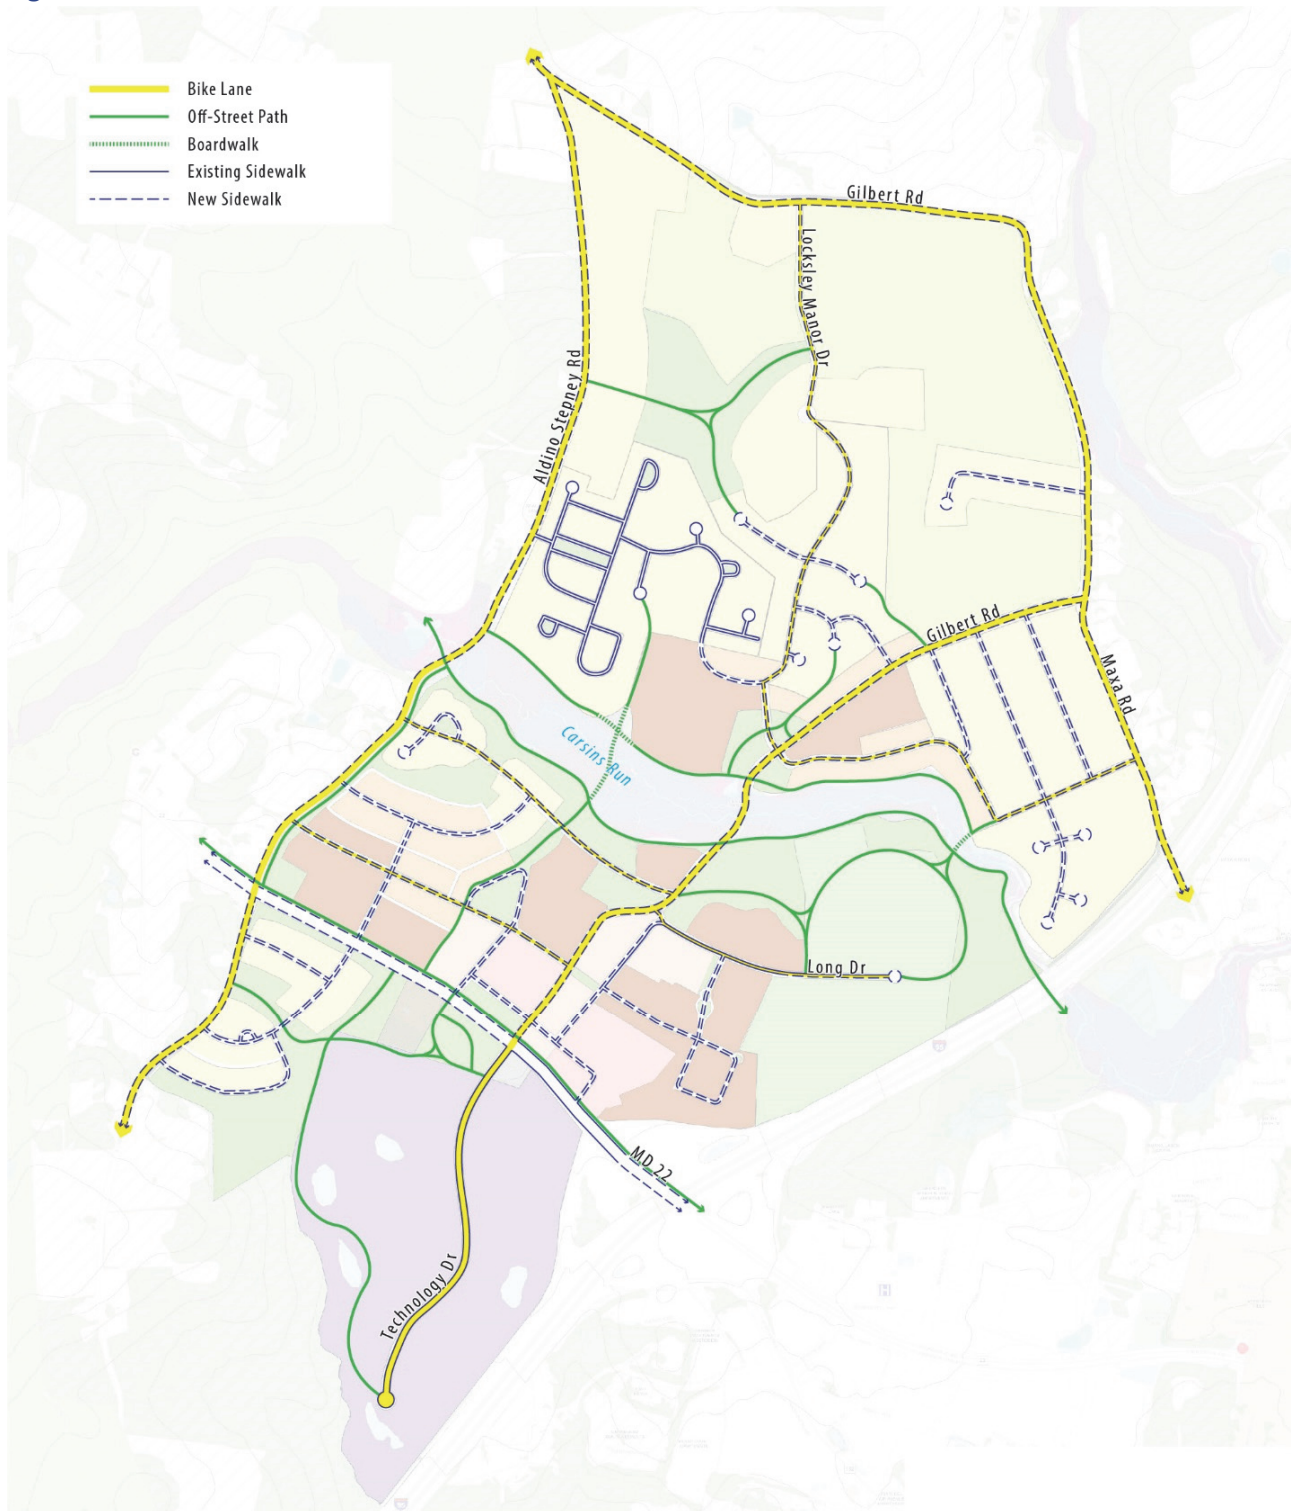 Bike Lane
Off-Street Path
Boardwalk
Existing Sidewalk
New Sidewalk
Gilbert Rd
Locksley Manor Dr
Aldino Stepney Rd
Gilbert Rd
Maxa Rd
Carsins Run
Long Dr
MD 22
Technology Dr